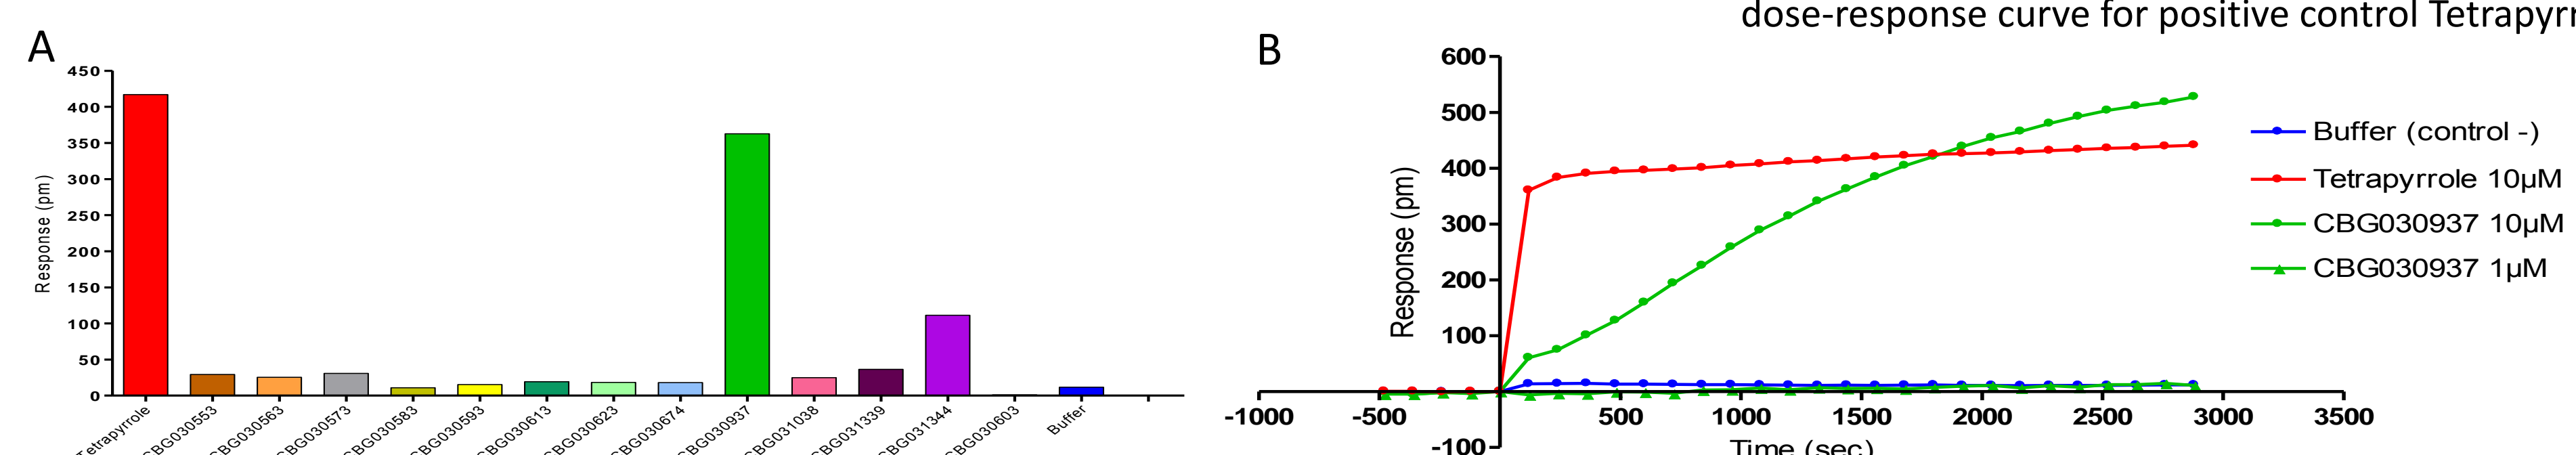 dose-response curve for positive control Tetrapyrr
A
B
Response (pm)
450
400
350
300
250
200
150
100
50
0
Tetrapyrrole
CBG030553
CBG030563
CBG030573
CBG030583
CBG030593
CBG030613
CBG030623
CBG030674
CBG030937
CBG031038
CBG031339
CBG031344
CBG030603
Buffer
Response (pm)
600
500
400
300
200
100
-100
-1000
-500
500
1000
1500
2000
2500
3000
3500
Time (sec)
Buffer (control -)
Tetrapyrrole 10µM
CBG030937 10µM
CBG030937 1µM